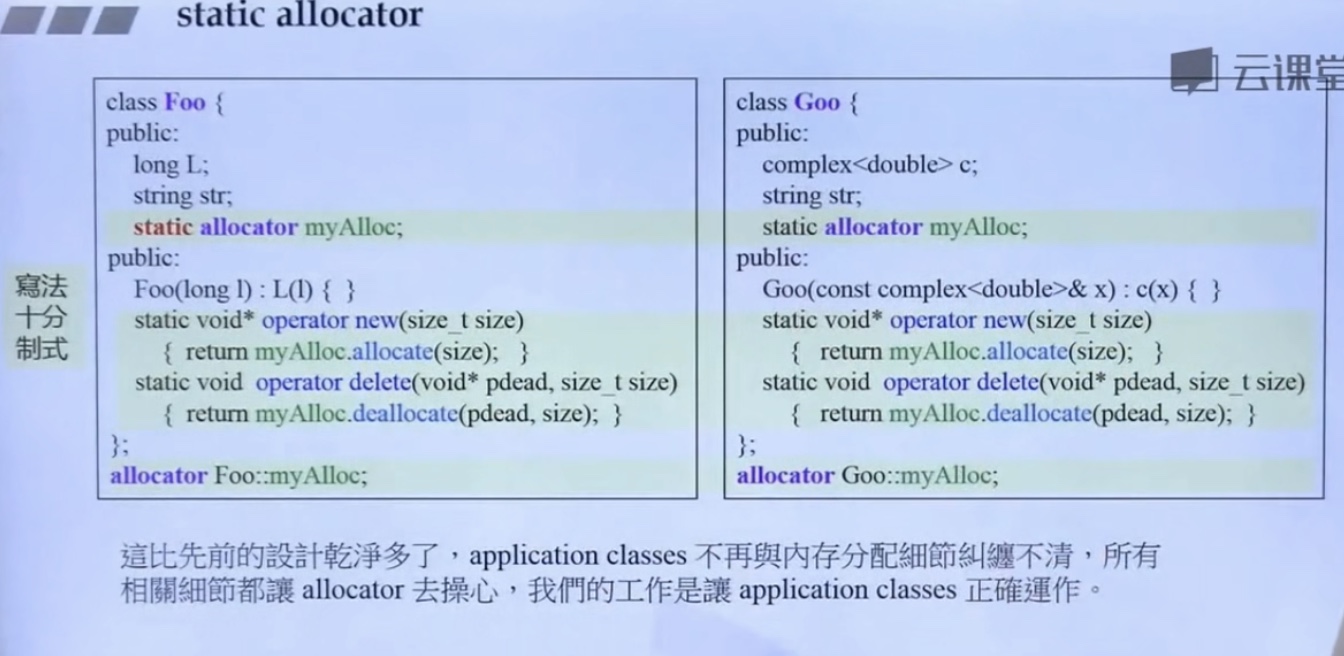 static allocator
云课堂
class Foo {
public:
long L;
string str;
static allocator myAlloc;
public:
Foo(long l) : L(l) { }
static void* operator new(size_t size)
{ return myAlloc.allocate(size); }
static void operator delete(void* pdead, size_t size)
{ return myAlloc.deallocate(pdead, size); }
};
allocator Foo::myAlloc;
class Goo {
public:
complex<double> c;
string str;
static allocator myAlloc;
public:
Goo(const complex<double>& x) : c(x) { }
static void* operator new(size_t size)
{ return myAlloc.allocate(size); }
static void operator delete(void* pdead, size_t size)
{ return myAlloc.deallocate(pdead, size); }
};
allocator Goo::myAlloc;
寫法
十分
制式
這比先前的設計乾淨多了，application classes 不再與內存分配細節糾纏不清，所有
相關細節都讓 allocator 去操心，我們的工作是讓 application classes 正確運作。